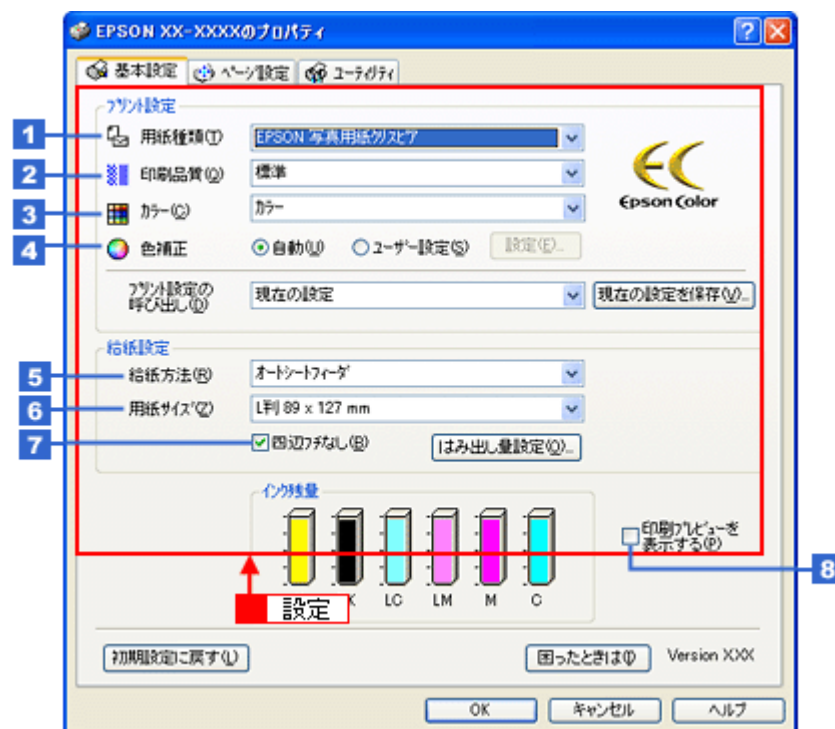 EPSON XX-XXXXのプロパティ
基本設定 ページ設定 ユーティリティ
プリント設定
1 用紙種類(T) EPSON 写真用紙クリスピア
2 印刷品質(Q) 標準
3 カラー(C) カラー
Epson Color
4 色補正 自動(U) ユーザー設定(S) 設定(E)...
プリント設定の
呼び出し(D) 現在の設定 現在の設定を保存(V)...
給紙設定
5 給紙方法(R) オートシートフィーダ
6 用紙サイズ(Z) L判 89 x 127 mm
7 四辺フチなし(B) はみ出し量設定(O)...
インク残量
印刷プレビューを
表示する(P)
8
K LC LM M C
設定
初期設定に戻す(L) 困ったときは(I) Version XXX
OK キャンセル ヘルプ